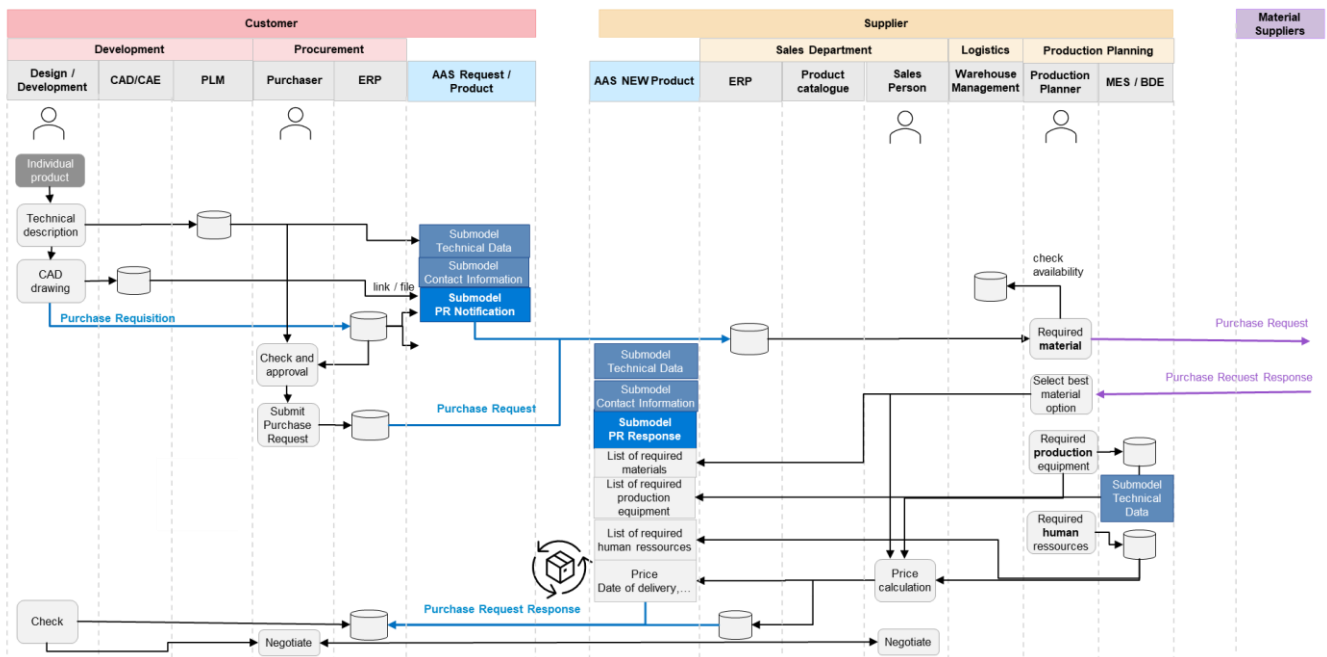 Customer
Supplier
Material
Suppliers
Development
Procurement
Sales Department
Logistics
Production Planning
Design /
Development
CAD/CAE
PLM
Purchaser
ERP
AAS Request /
Product
AAS NEW Product
ERP
Product
catalogue
Sales
Person
Warehouse
Management
Production
Planner
MES / BDE
Individual
product
Technical
description
CAD
drawing
Purchase Requisition
link / file
Submodel
Technical Data
Submodel
Contact Information
Submodel
PR Notification
Check and
approval
Submit
Purchase
Request
Purchase Request
Submodel
Technical Data
Submodel
Contact Information
Submodel
PR Response
List of required
materials
List of required
production
equipment
List of required
human ressources
Price
Date of delivery,...
check
availability
Required
material
Purchase Request
Purchase Request Response
Select best
material
option
Required
production
equipment
Submodel
Technical
Data
Required
human
ressources
Price
calculation
Purchase Request Response
Check
Negotiate
Negotiate